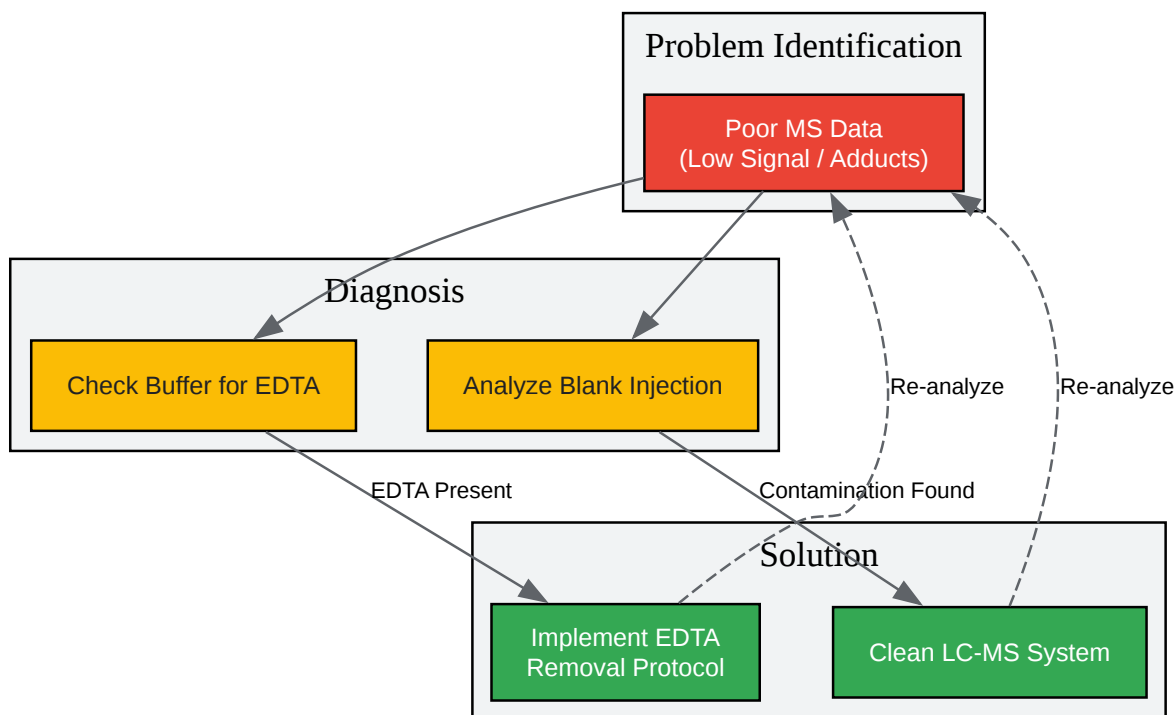 Problem Identification
Poor MS Data
(Low Signal / Adducts)
Diagnosis
Check Buffer for EDTA
Analyze Blank Injection
Re-analyze
Re-analyze
EDTA Present
Contamination Found
Solution
Implement EDTA
Removal Protocol
Clean LC-MS System